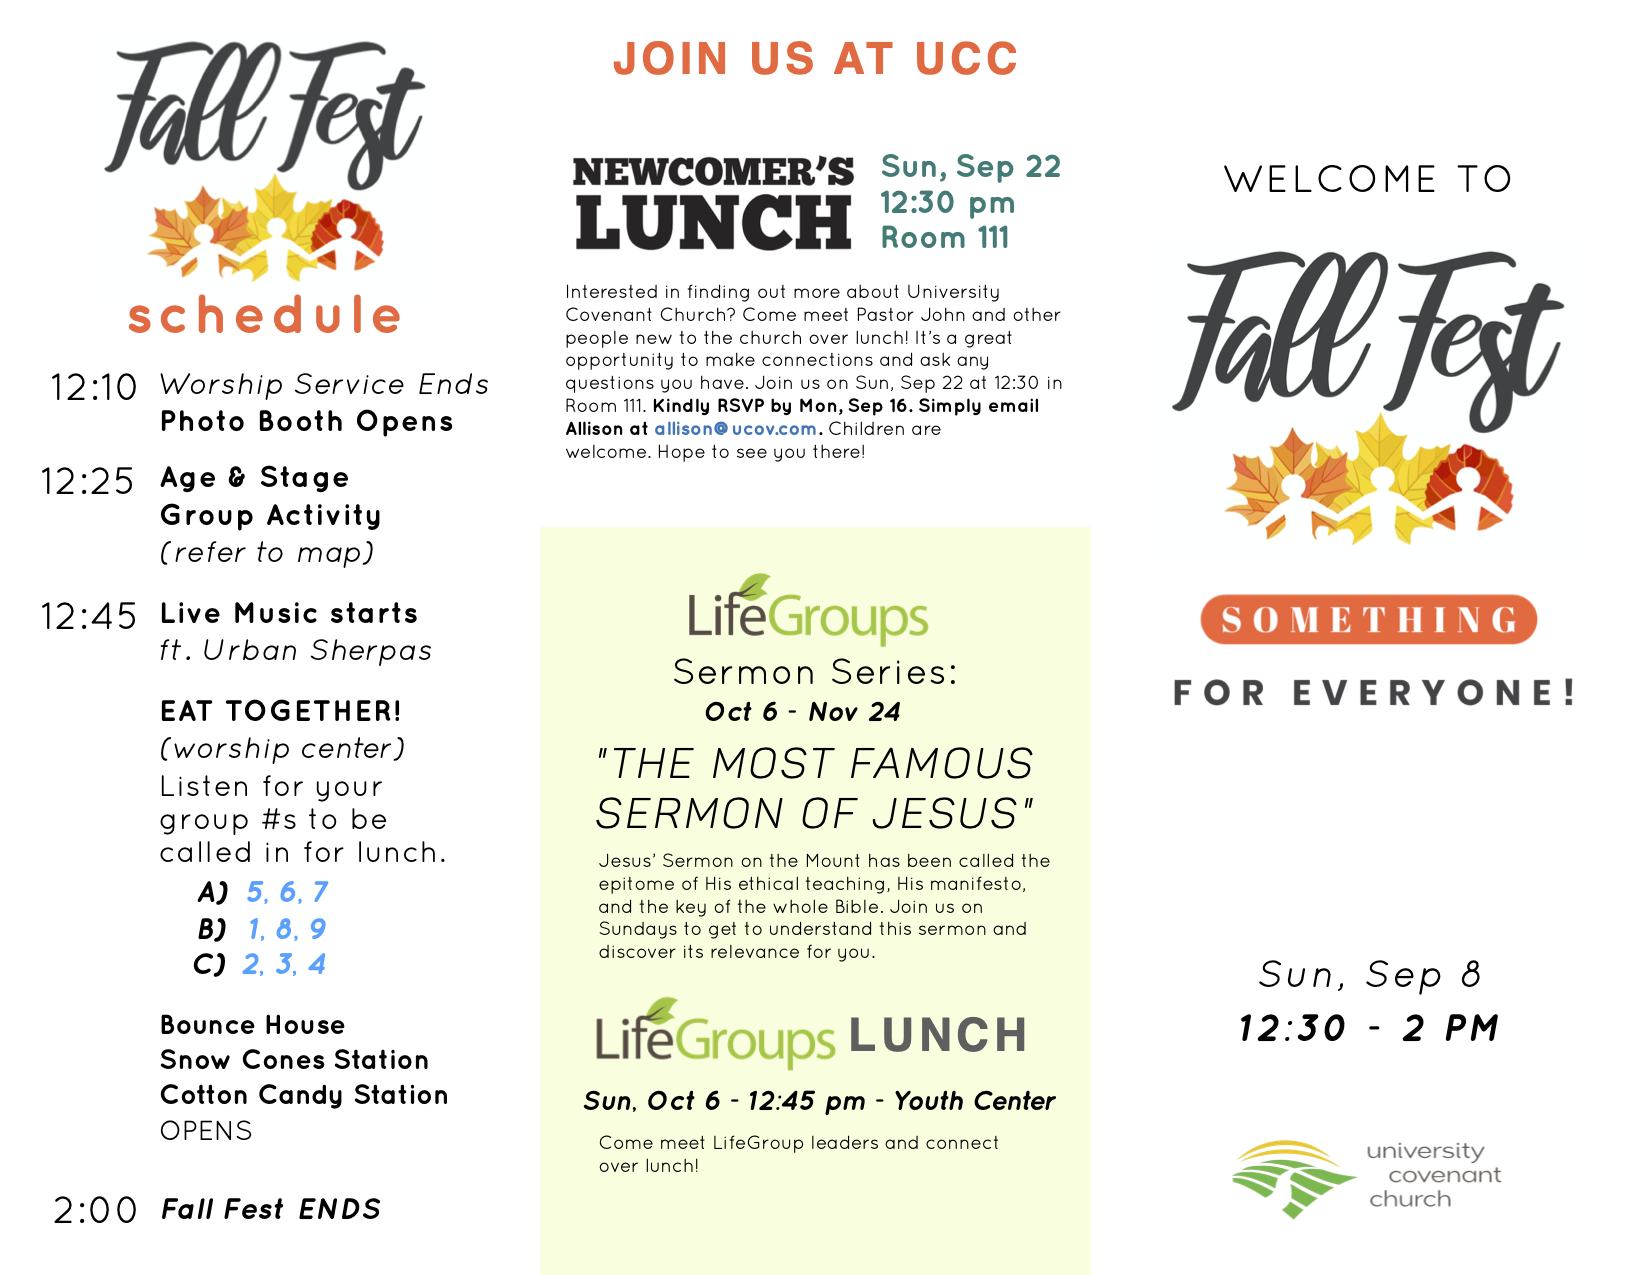 Fall Fest
schedule
12:10 Worship Service Ends
Photo Booth Opens
12:25 Age & Stage
Group Activity
(refer to map)
12:45 Live Music starts
ft. Urban Sherpas
EAT TOGETHER!
(worship center)
Listen for your
group #s to be
called in for lunch.
A) 5, 6, 7
B) 1, 8, 9
C) 2, 3, 4
Bounce House
Snow Cones Station
Cotton Candy Station
OPENS
2:00 Fall Fest ENDS
JOIN US AT UCC
NEWCOMER'S
LUNCH
Sun, Sep 22
12:30 pm
Room 111
Interested in finding out more about University
Covenant Church? Come meet Pastor John and other
people new to the church over lunch! It's a great
opportunity to make connections and ask any
questions you have. Join us on Sun, Sep 22 at 12:30 in
Room 111. Kindly RSVP by Mon, Sep 16. Simply email
Allison at allison@ucov.com. Children are
welcome. Hope to see you there!
LifeGroups
Sermon Series:
Oct 6 - Nov 24
"THE MOST FAMOUS
SERMON OF JESUS"
Jesus' Sermon on the Mount has been called the
epitome of His ethical teaching, His manifesto,
and the key of the whole Bible. Join us on
Sundays to get to understand this sermon and
discover its relevance for you.
LifeGroups LUNCH
Sun, Oct 6 - 12:45 pm - Youth Center
Come meet LifeGroup leaders and connect
over lunch!
WELCOME TO
Fall Fest
SOMETHING
FOR EVERYONE!
Sun, Sep 8
12:30 - 2 PM
university
covenant
church